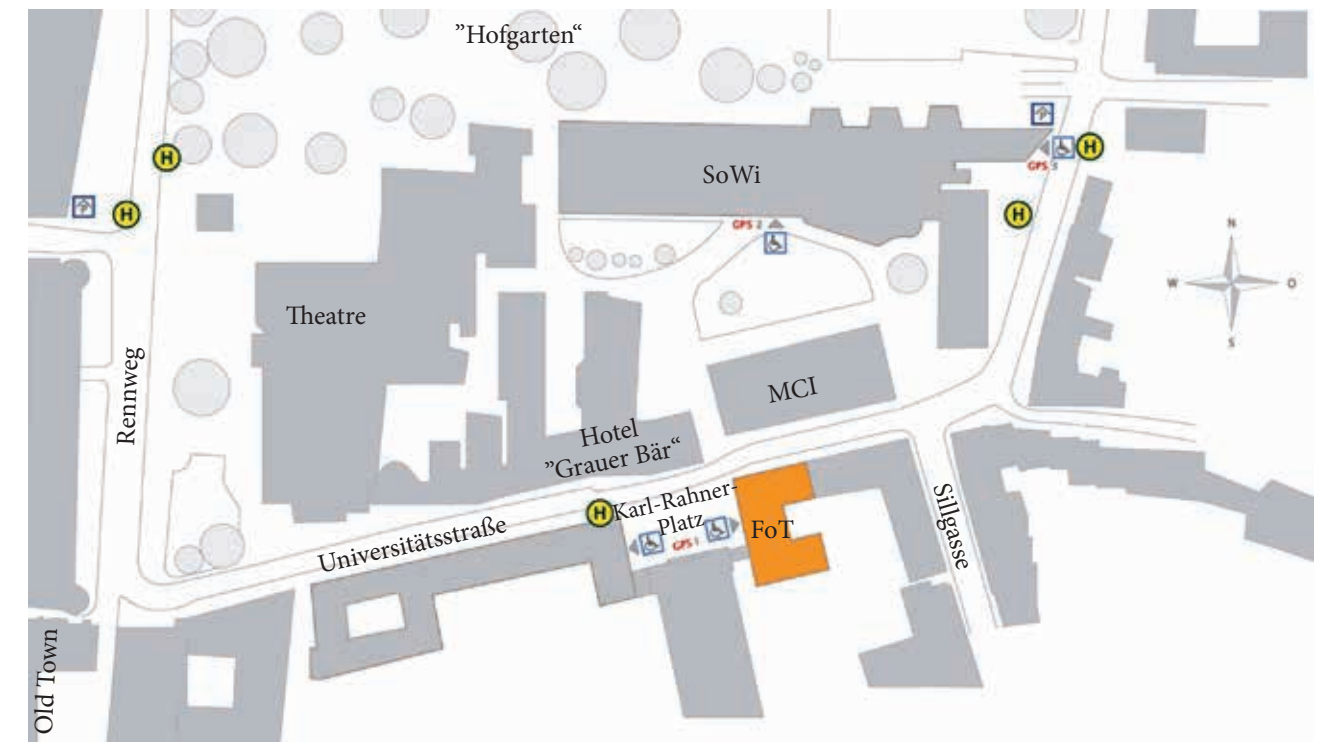 ”Hofgarten“
H
P
H
GPS 3
SoWi
H
P
H
GPS 2
N
W
O
S
Theatre
Rennweg
MCI
Hotel
”Grauer Bär“
Karl-Rahner-
Platz
H
GPS 1
FoT
Universitätsstraße
Sillgasse
Old Town